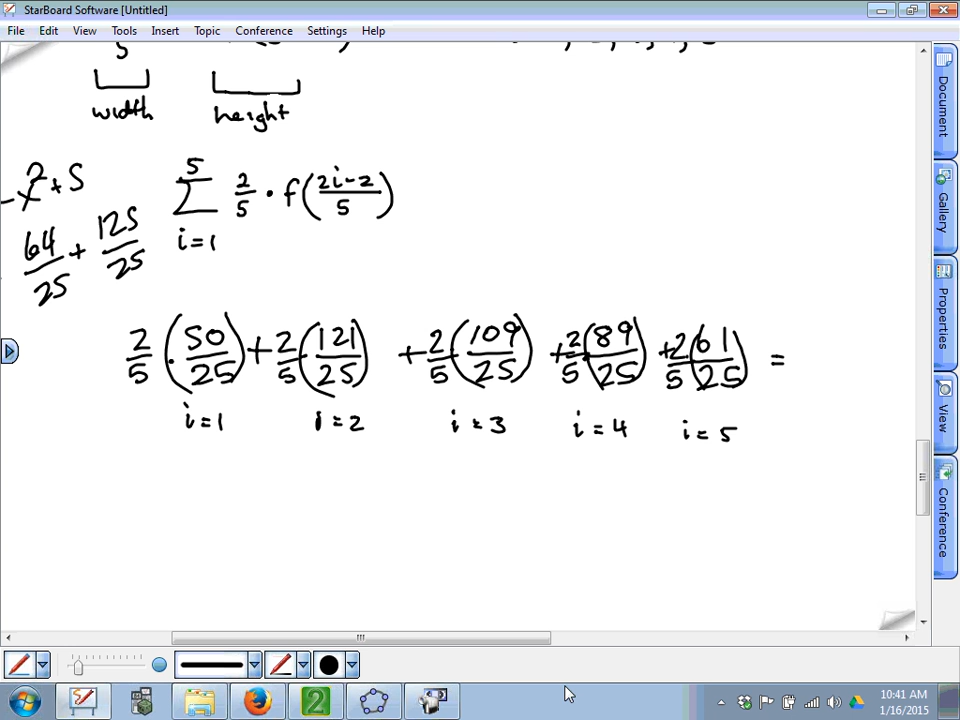 StarBoard Software [Untitled]
File Edit View Tools Insert Topic Conference Settings Help
5
width height
-x² + 5
64/25 + 125/25
5 ∑ i=1 2/5 · f(2i-2/5)
2/5 · (50/25) + 2/5 · (121/25) + 2/5 · (109/25) + 2/5 · (89/25) + 2/5 (61/25) =
i=1 i=2 i=3 i=4 i=5
Document
Gallery
Properties
View
Conference
2
10:41 AM
1/16/2015